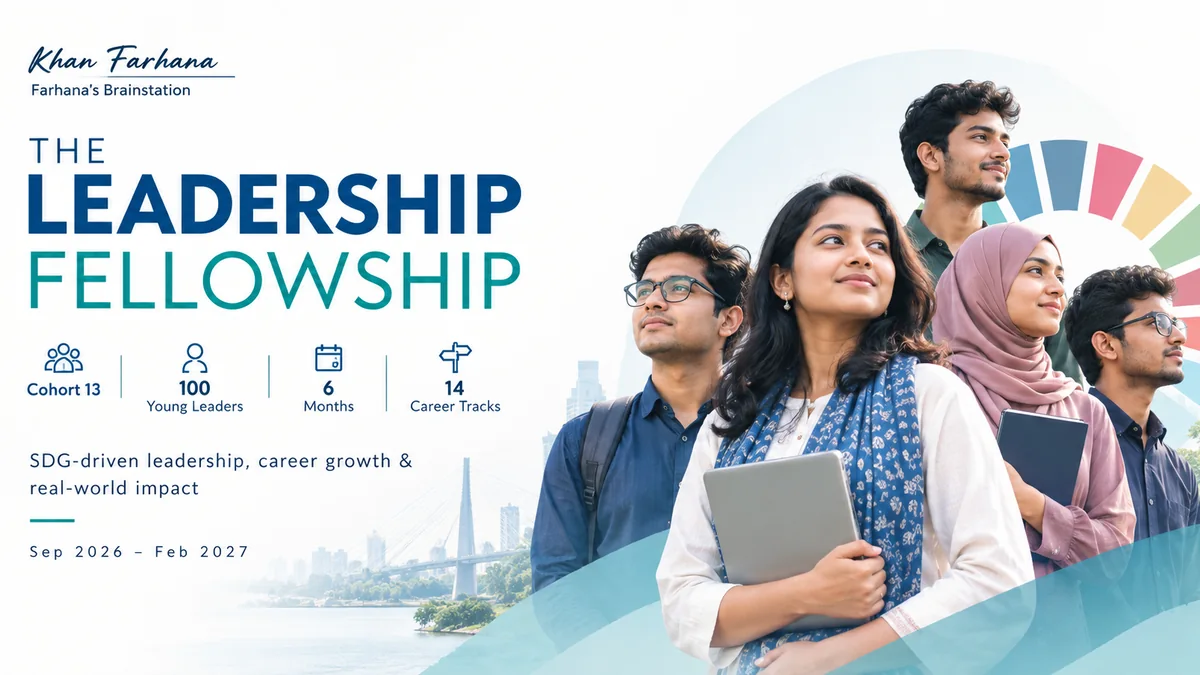 Khan Farhana
Farhana's Brainstation
THE
LEADERSHIP
FELLOWSHIP
Cohort 13
100
Young Leaders
6
Months
14
Career Tracks
SDG-driven leadership, career growth &
real-world impact
Sep 2026 – Feb 2027